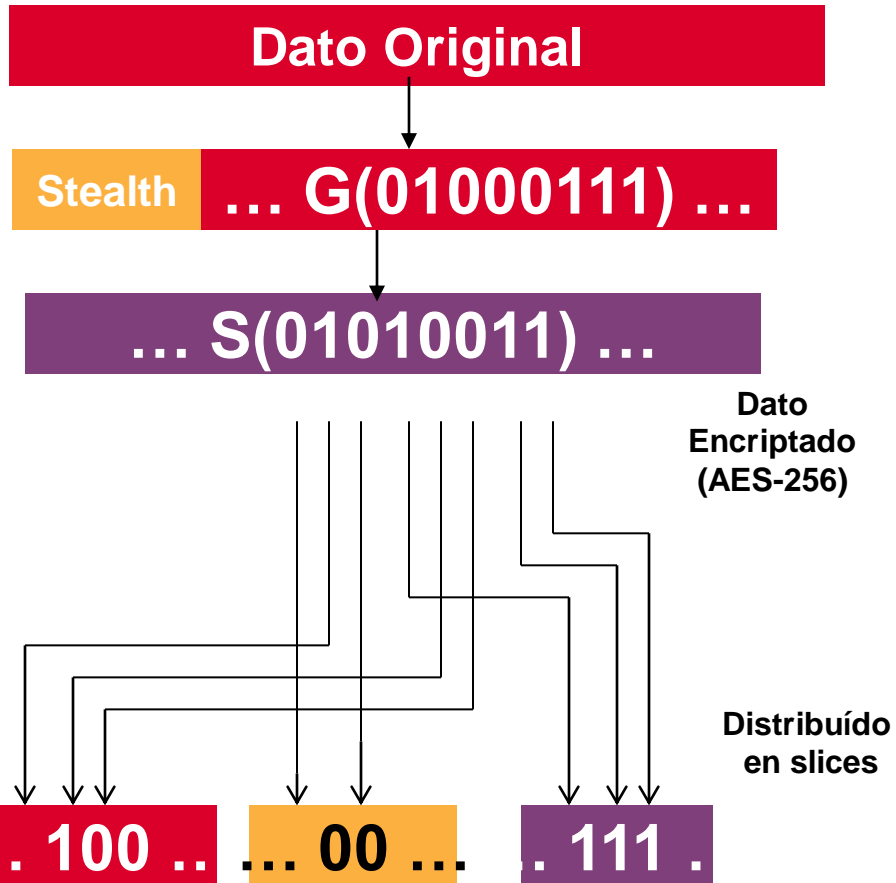 Dato Original
Stealth
... G(01000111) ...
... S(01010011) ...
Dato
Encriptado
(AES-256)
Distribuído
en slices
. 100 ..
... 00 ...
.. 111 .